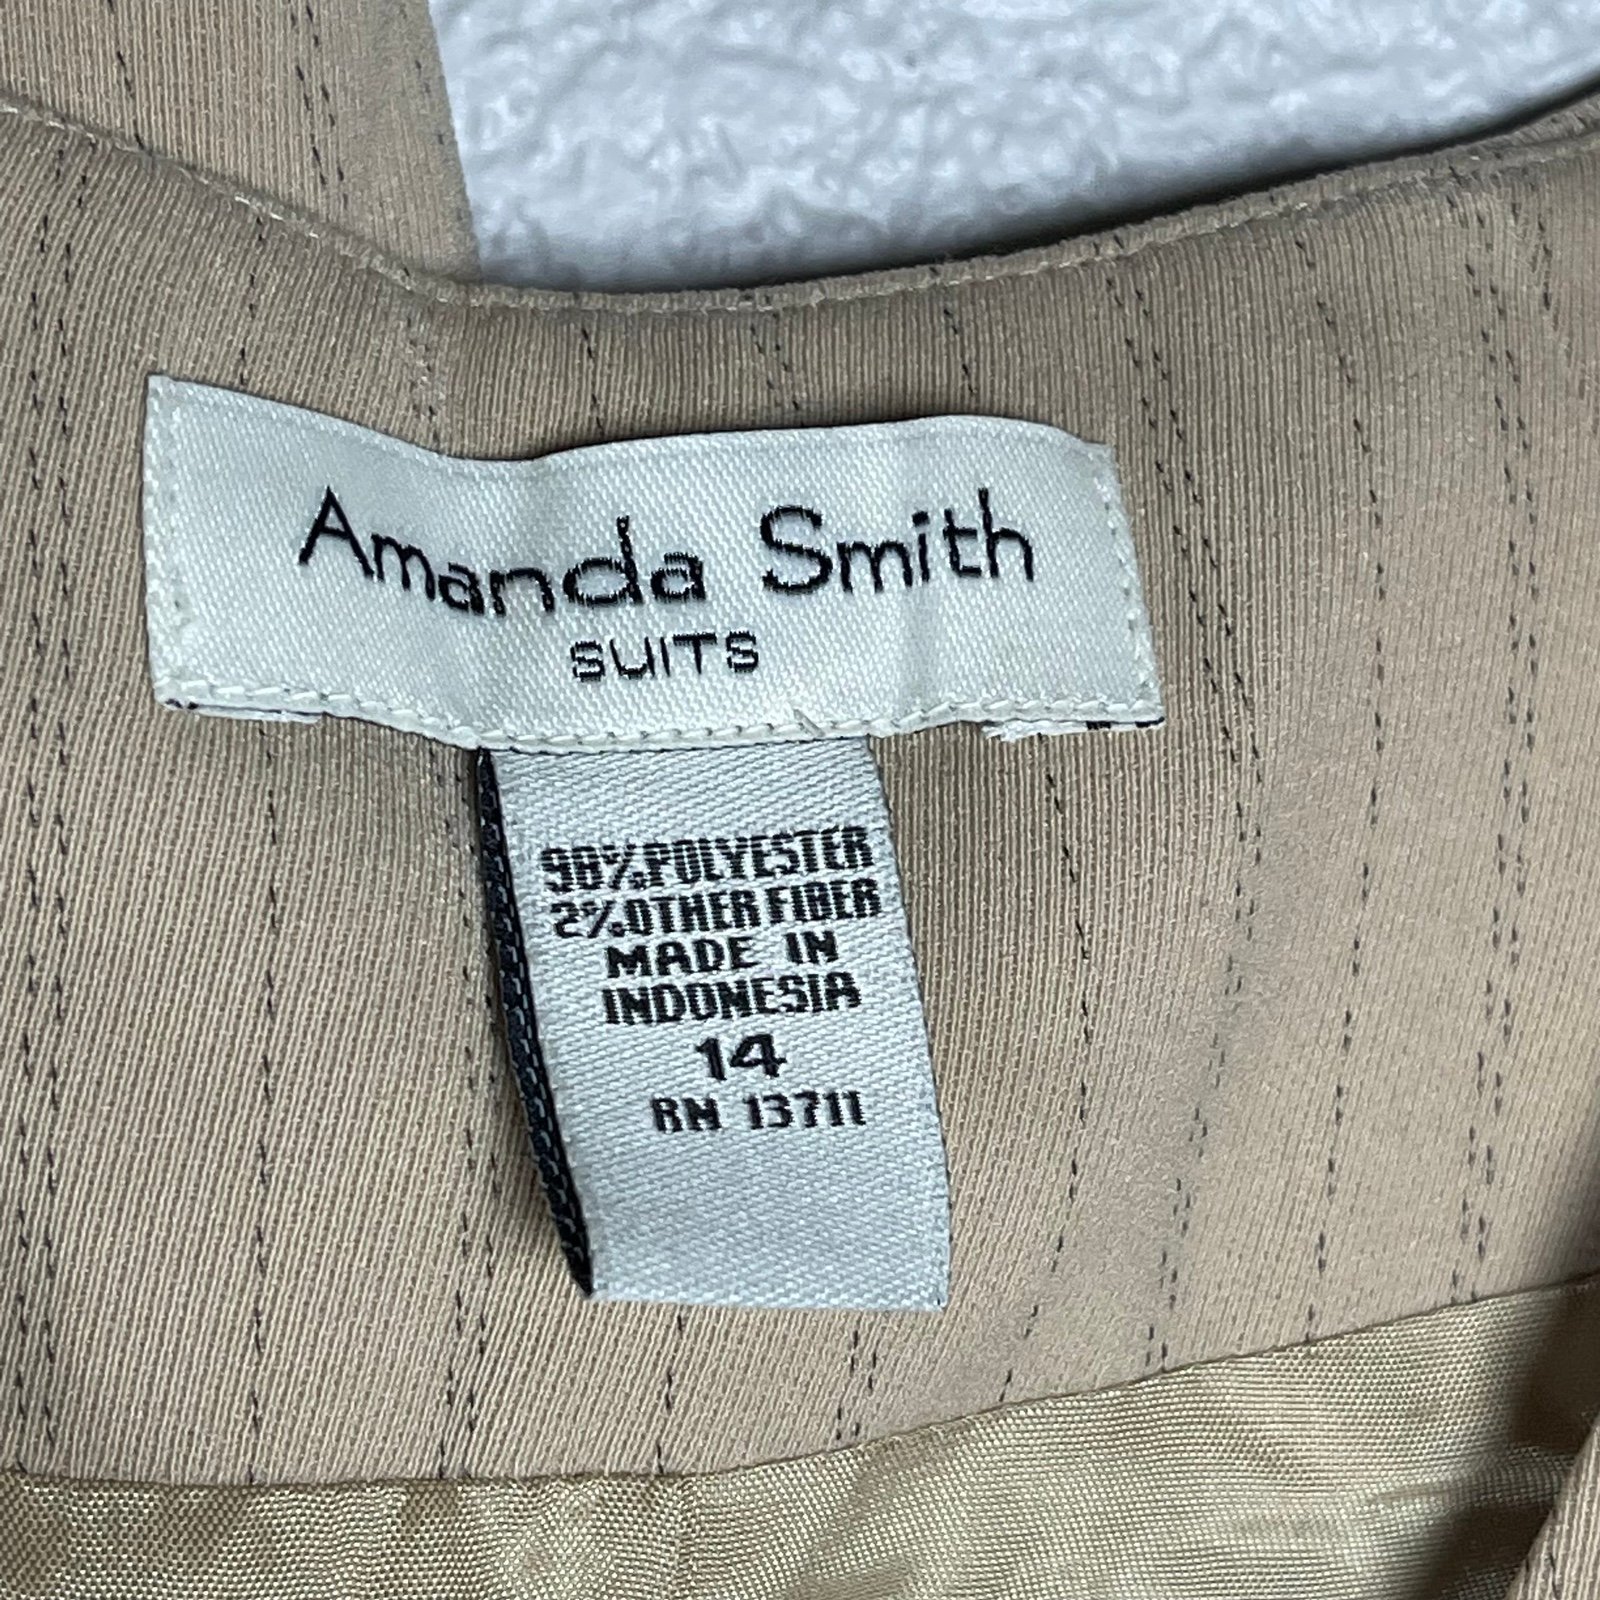 Amanda Smith
SUITS
98% POLYESTER
2% OTHER FIBER
MADE IN
INDONESIA
14
RN 13711